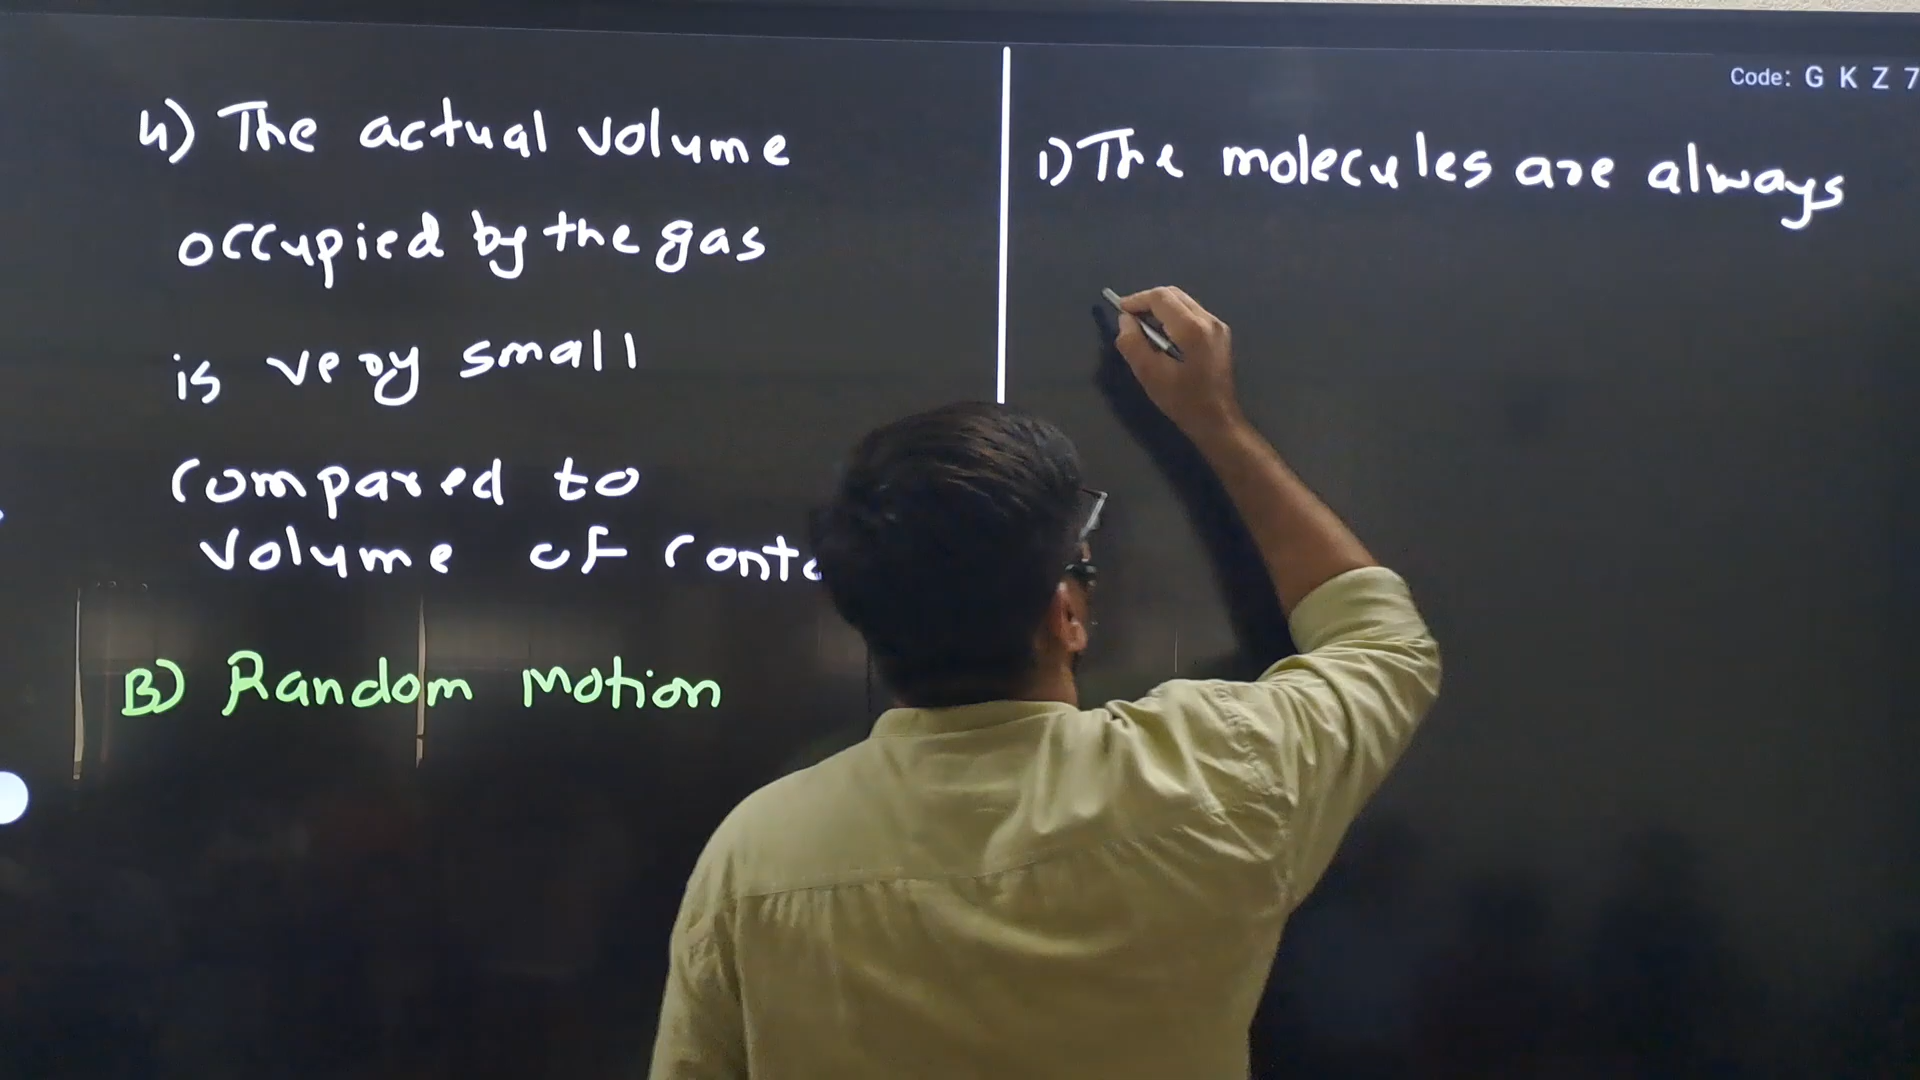 4) The actual volume
occupied by the gas
is very small
compared to
volume of
B) Random Motion
Code: G K Z 7
1) The molecules are always